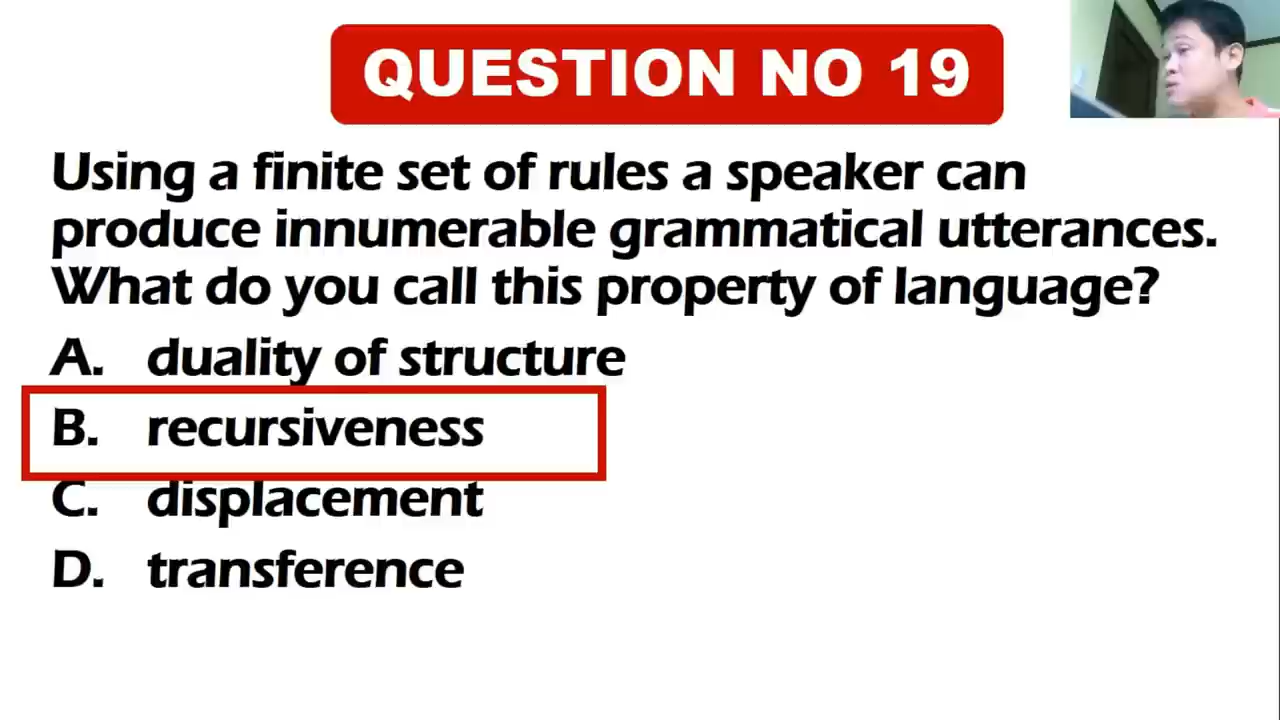 QUESTION NO 19
Using a finite set of rules a speaker can
produce innumerable grammatical utterances.
What do you call this property of language?
A. duality of structure
B. recursiveness
C. displacement
D. transference